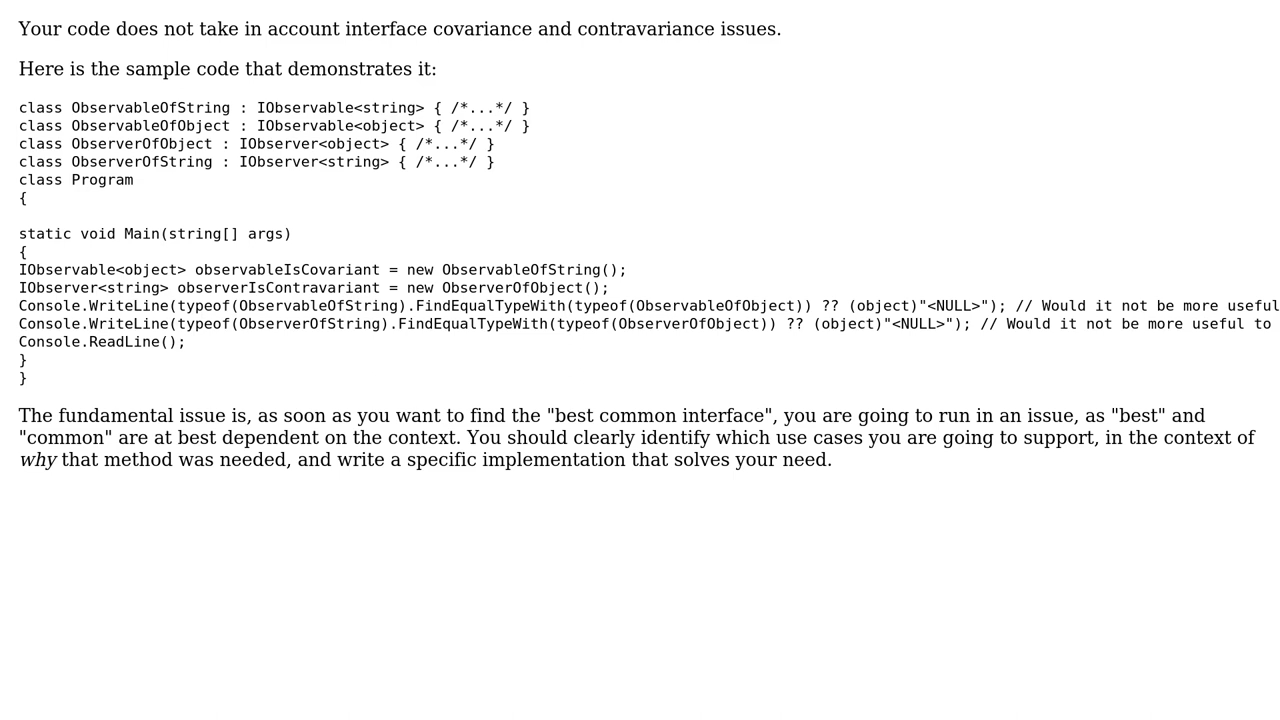 Your code does not take in account interface covariance and contravariance issues.
Here is the sample code that demonstrates it:
class ObservableOfString : IObservable<string> { /*...*/ }
class ObservableOfObject : IObservable<object> { /*...*/ }
class ObserverOfObject : IObserver<object> { /*...*/ }
class ObserverOfString : IObserver<string> { /*...*/ }
class Program
{
static void Main(string[] args)
{
IObservable<object> observableIsCovariant = new ObservableOfString();
IObserver<string> observerIsContravariant = new ObserverOfObject();
Console.WriteLine(typeof(ObservableOfString).FindEqualTypeWith(typeof(ObservableOfObject)) ?? (object)"<NULL>"); // Would it not be more useful
Console.WriteLine(typeof(ObserverOfString).FindEqualTypeWith(typeof(ObserverOfObject)) ?? (object)"<NULL>"); // Would it not be more useful to
Console.ReadLine();
}
}
The fundamental issue is, as soon as you want to find the "best common interface", you are going to run in an issue, as "best" and
"common" are at best dependent on the context. You should clearly identify which use cases you are going to support, in the context of
why that method was needed, and write a specific implementation that solves your need.